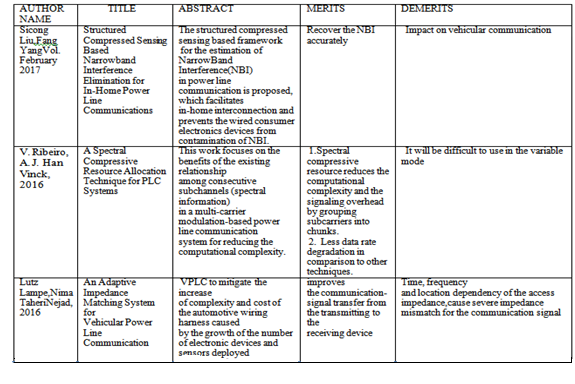 AUTHOR
NAME
TITLE
ABSTRACT
MERITS
DEMERITS
Sicong
Liu,Fang
YangVol.
February
2017
Structured
Compressed Sensing
Based
Narrowband
Interference
Elimination for
In-Home Power
Line
Communications
The structured compressed
sensing based framework
for the estimation of
NarrowBand
Interference(NBI)
in power line
communication is proposed,
which facilitates
in-home interconnection and
prevents the wired consumer
electronics devices from
contamination of NBI.
Recover the NBI
accurately
Impact on vehicular communication
V. Ribeiro,
A. J. Han
Vinck,
2016
A Spectral
Compressive
Resource Allocation
Technique for PLC
Systems
This work focuses on the
benefits of the existing
relationship
among consecutive
subchannels (spectral
information)
in a multi-carrier
modulation-based power
line communication
system for reducing the
computational complexity.
1.Spectral
compressive
resource reduces the
computational
complexity and the
signaling overhead
by grouping
subcarriers into
chunks.
2. Less data rate
degradation in
comparison to other
techniques.
It will be difficult to use in the variable
mode
Lutz
Lampe,Nima
TaheriNejad,
2016
An Adaptive
Impedance
Matching System
for
Vehicular Power
Line
Communication
VPLC to mitigate the
increase
of complexity and cost of
the automotive wiring
harness caused
by the growth of the number
of electronic devices and
sensors deployed
improves
the communication-
signal transfer from
the transmitting to
the
receiving device
Time, frequency
and location dependency of the access
impedance,cause severe impedance
mismatch for the communication signal